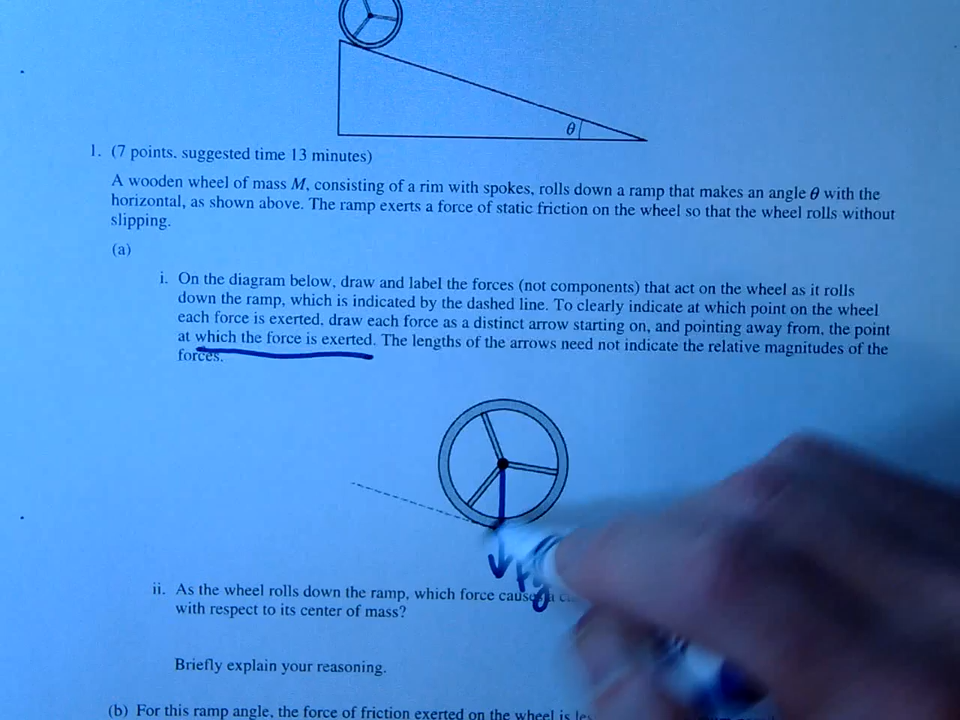 θ
1. (7 points. suggested time 13 minutes)
A wooden wheel of mass M, consisting of a rim with spokes, rolls down a ramp that makes an angle θ with the
horizontal, as shown above. The ramp exerts a force of static friction on the wheel so that the wheel rolls without
slipping.
(a)
i. On the diagram below, draw and label the forces (not components) that act on the wheel as it rolls
down the ramp, which is indicated by the dashed line. To clearly indicate at which point on the wheel
each force is exerted, draw each force as a distinct arrow starting on, and pointing away from, the point
at which the force is exerted. The lengths of the arrows need not indicate the relative magnitudes of the
forces.
Fg
ii. As the wheel rolls down the ramp, which force causes a
with respect to its center of mass?
Briefly explain your reasoning.
(b) For this ramp angle, the force of friction exerted on the wheel is